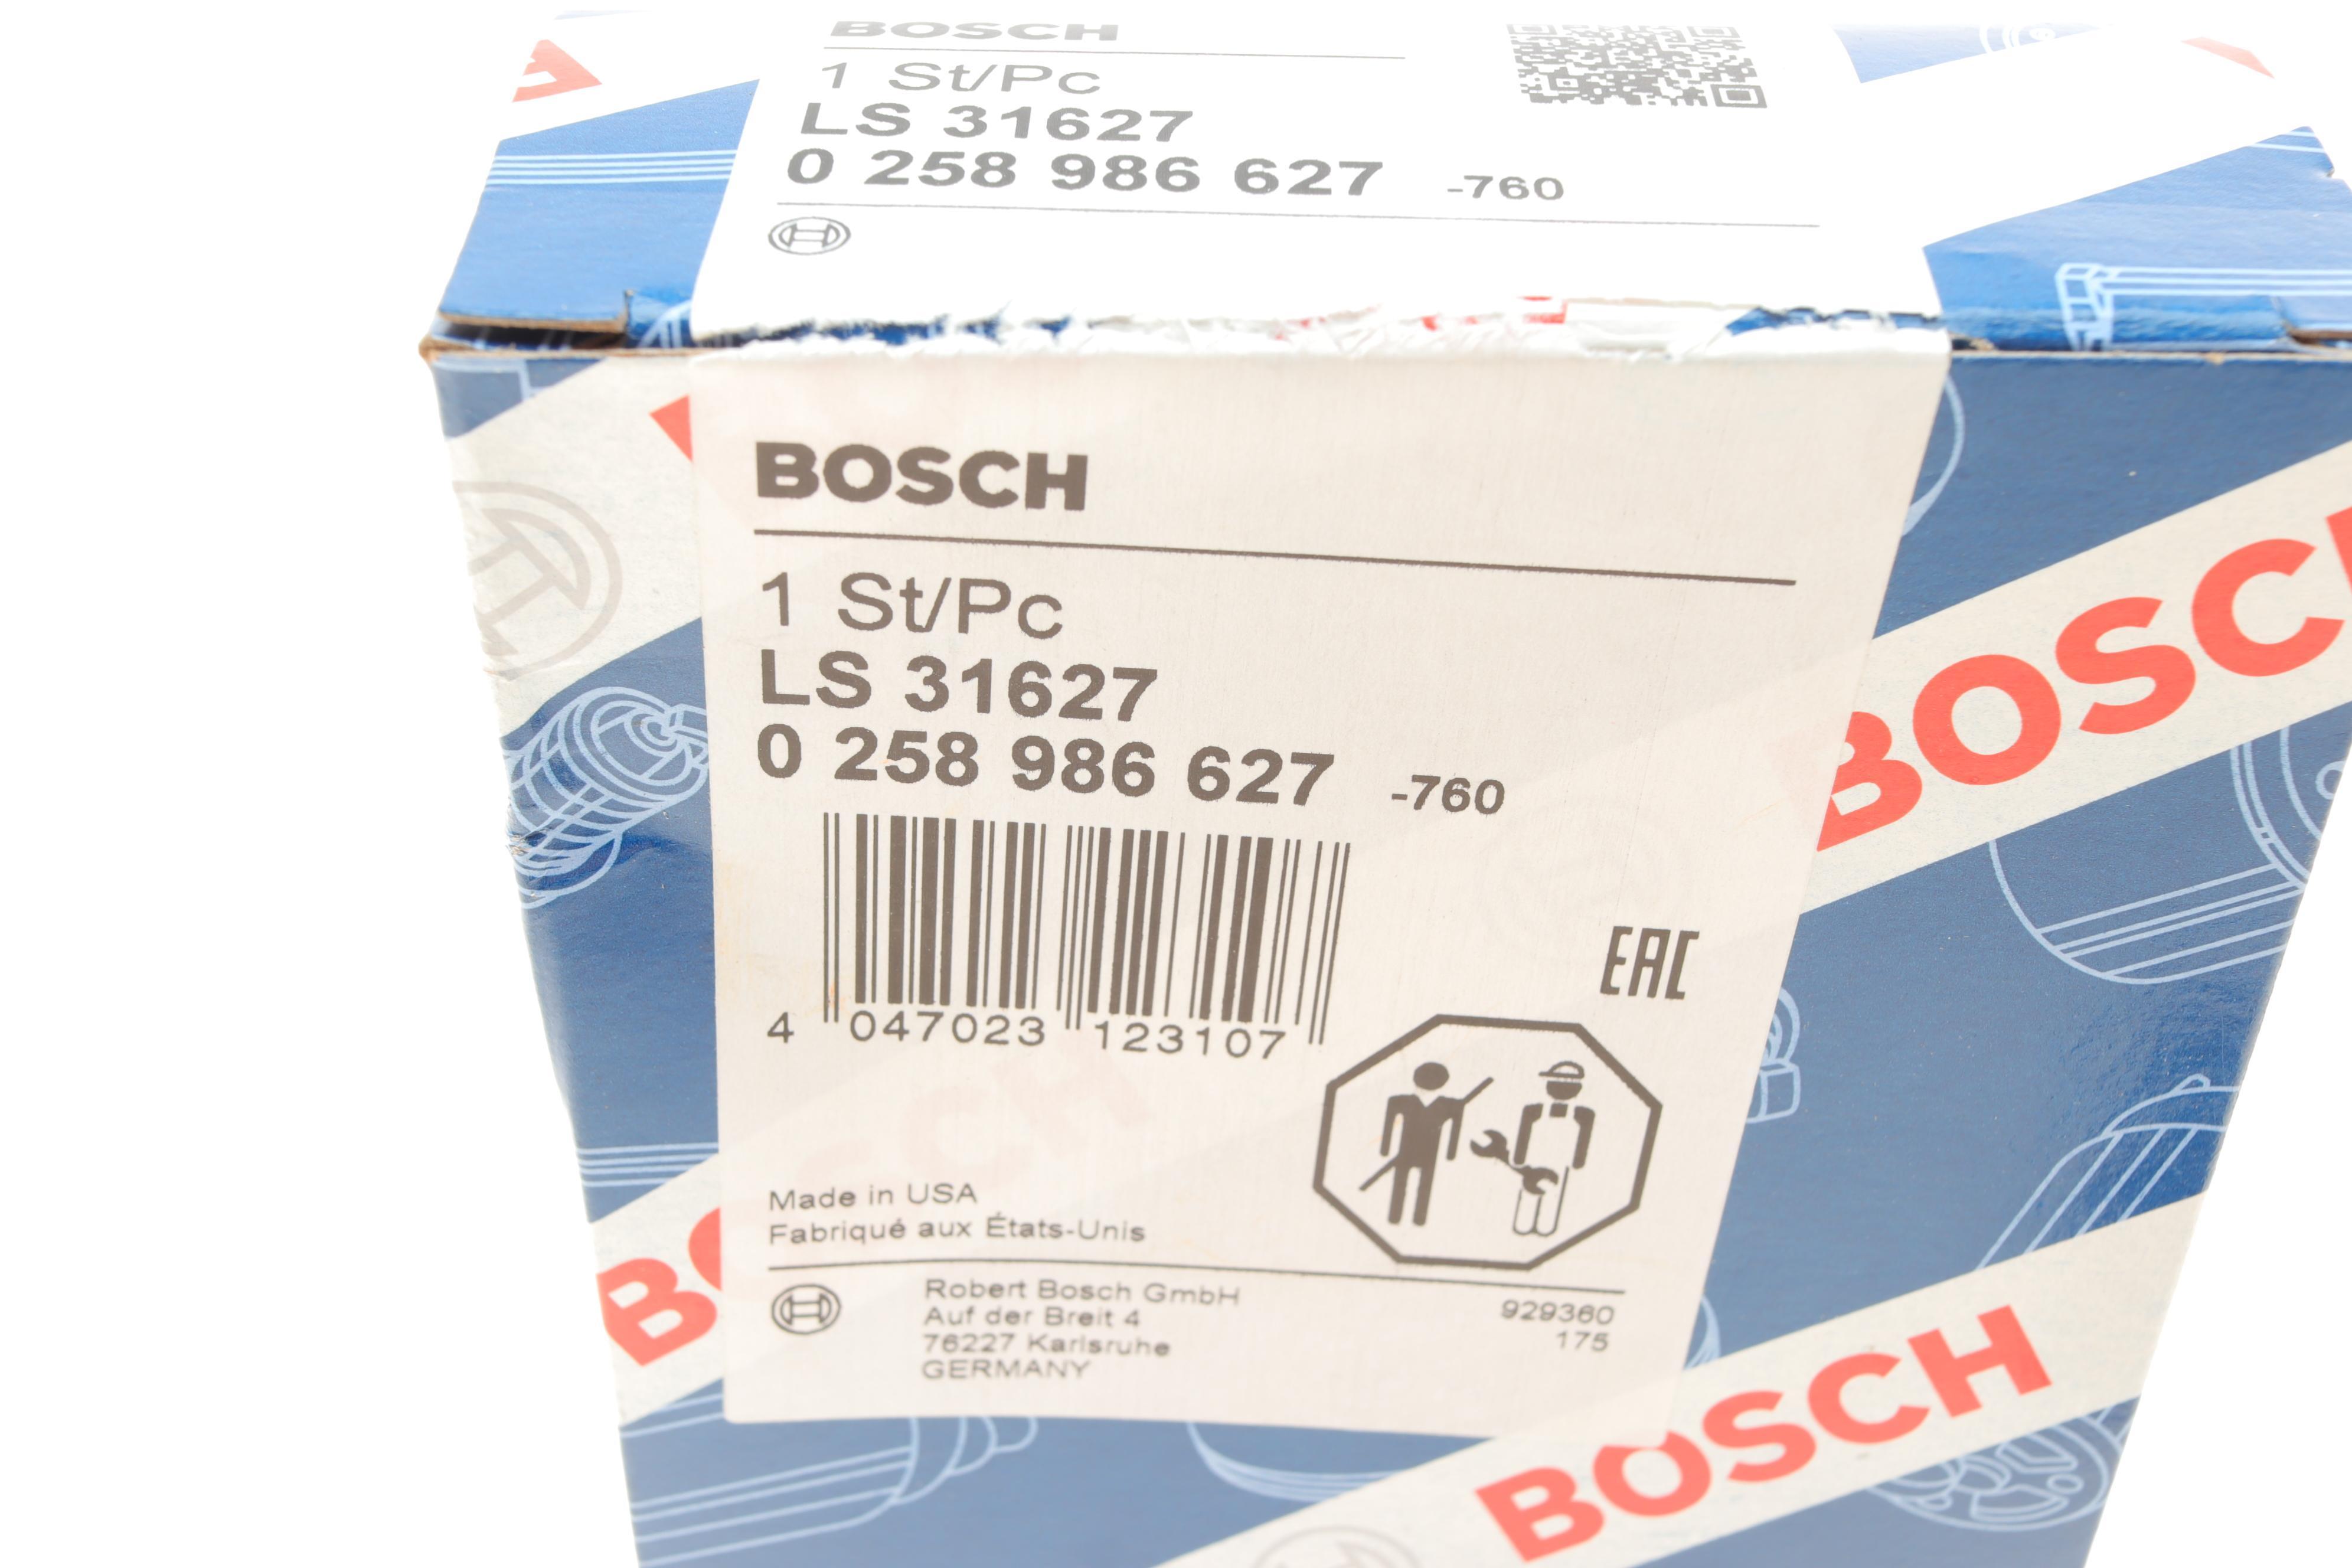 BOSCH
1 St/Pc
LS 31627
0 258 986 627 -760
BOSCH
1 St/Pc
LS 31627
0 258 986 627 -760
4 047023 123107
EAC
Made in USA
Fabriqué aux États-Unis
Robert Bosch GmbH
Auf der Breit 4
76227 Karlsruhe
GERMANY
929360
175
BOSC
BO
BOSCH